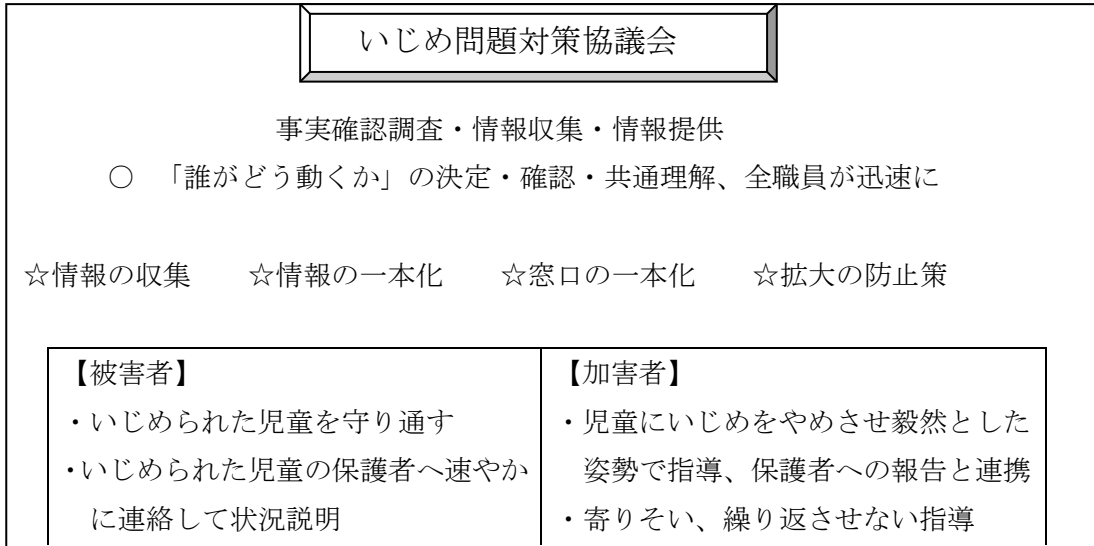 いじめ問題対策協議会
事実確認調査・情報収集・情報提供
○ 「誰がどう動くか」の決定・確認・共通理解、全職員が迅速に
☆情報の収集 ☆情報の一本化 ☆窓口の一本化 ☆拡大の防止策
【被害者】
・いじめられた児童を守り通す
・いじめられた児童の保護者へ速やか
に連絡して状況説明
【加害者】
・児童にいじめをやめさせ毅然とした
姿勢で指導、保護者への報告と連携
・寄りそい、繰り返させない指導